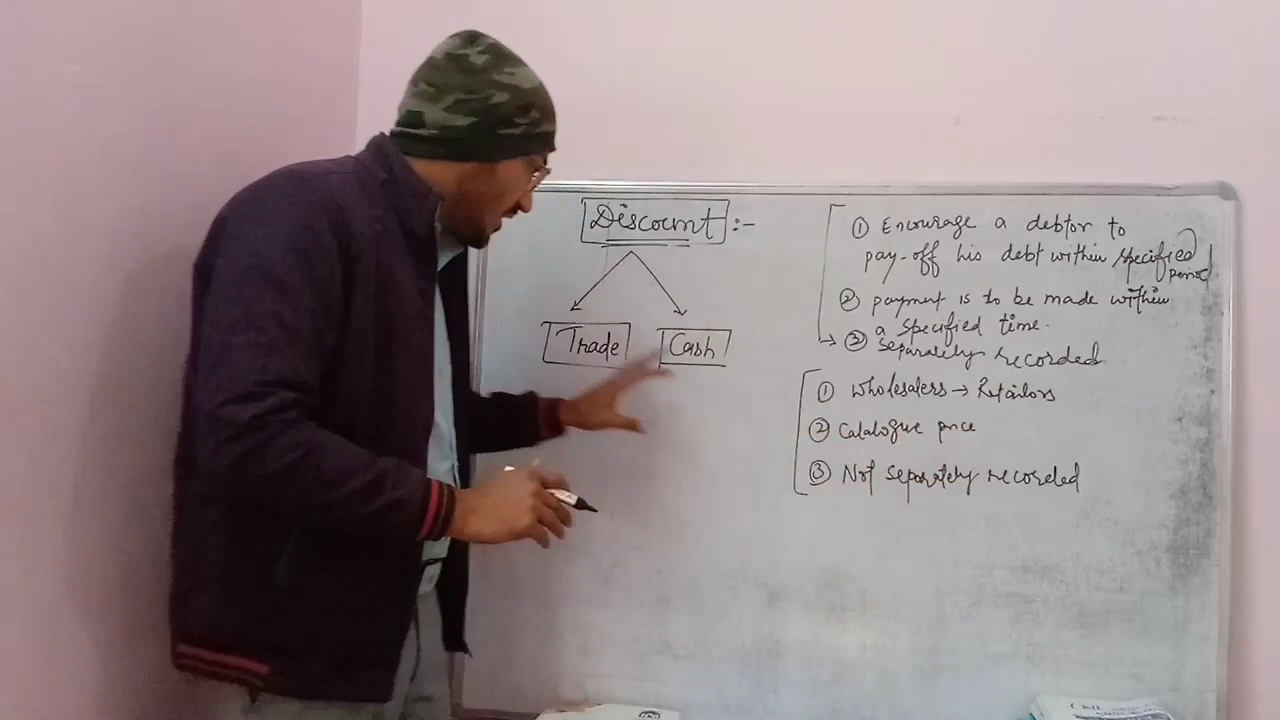 Discount :-
Trade
Cash
① Encourage a debtor to
pay-off his debt within specified
period
② payment is to be made within
a specified time.
③ Separately recorded
① wholesalers → Retailors
② Catalogue price
③ Not separately recorded